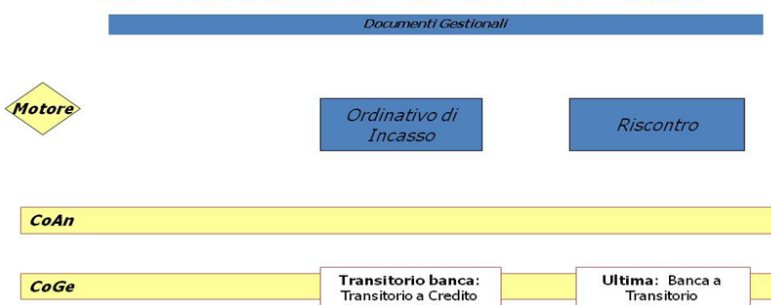 Documenti Gestionali
Motore
Ordinativo di
Incasso
Riscontro
CoAn
CoGe
Transitorio banca:
Transitorio a Credito
Ultima: Banca a
Transitorio